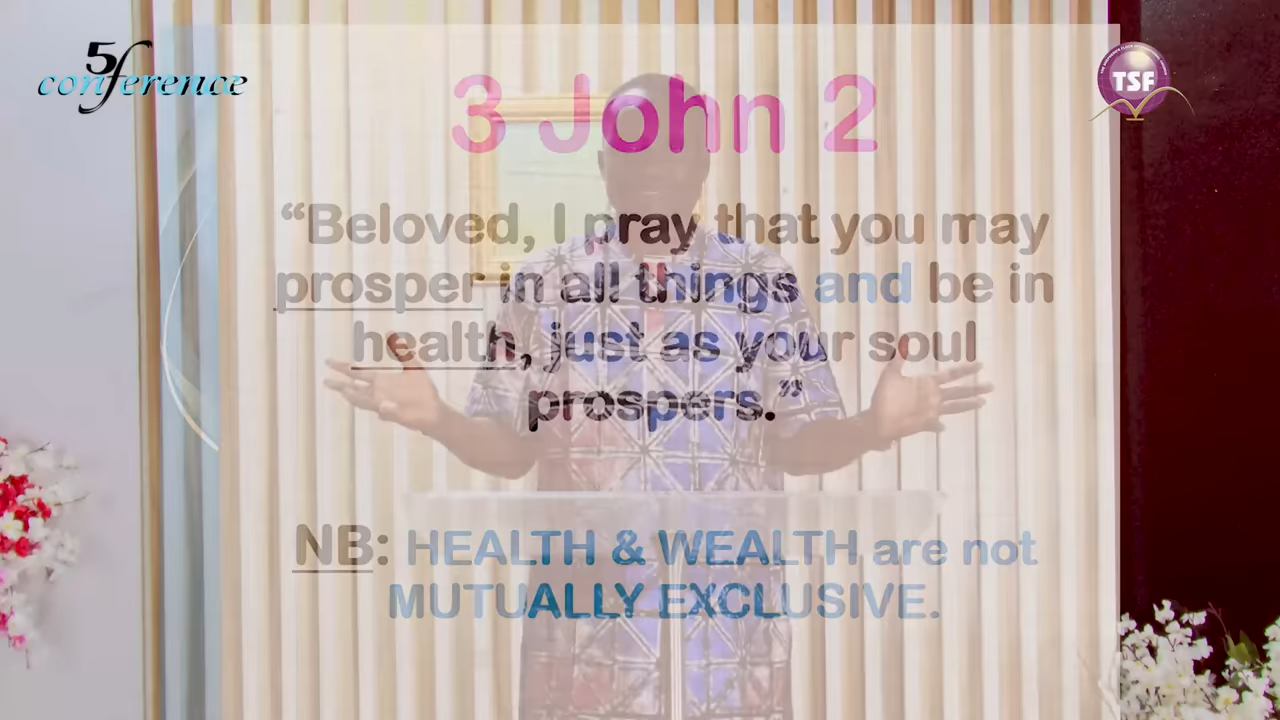 5f
conference
TSF
3 John 2
“Beloved, I pray that you may
prosper in all things and be in
health, just as your soul
prospers.”
NB: HEALTH & WEALTH are not
MUTUALLY EXCLUSIVE.